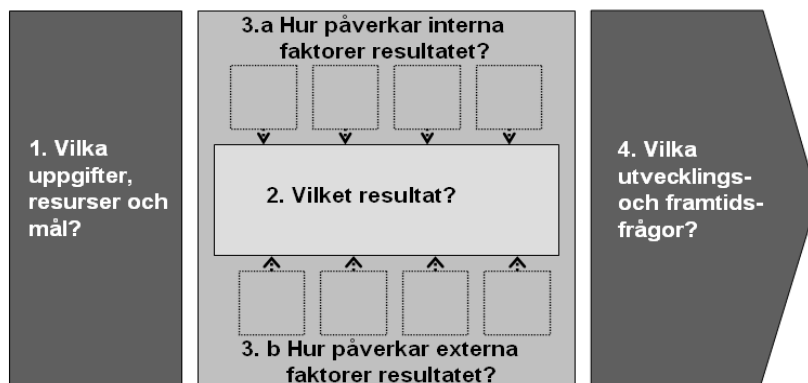 3.a Hur påverkar interna
faktorer resultatet?
1. Vilka
uppgifter,
resurser och
mål?
2. Vilket resultat?
4. Vilka
utvecklings-
och framtids-
frågor?
3. b Hur påverkar externa
faktorer resultatet?